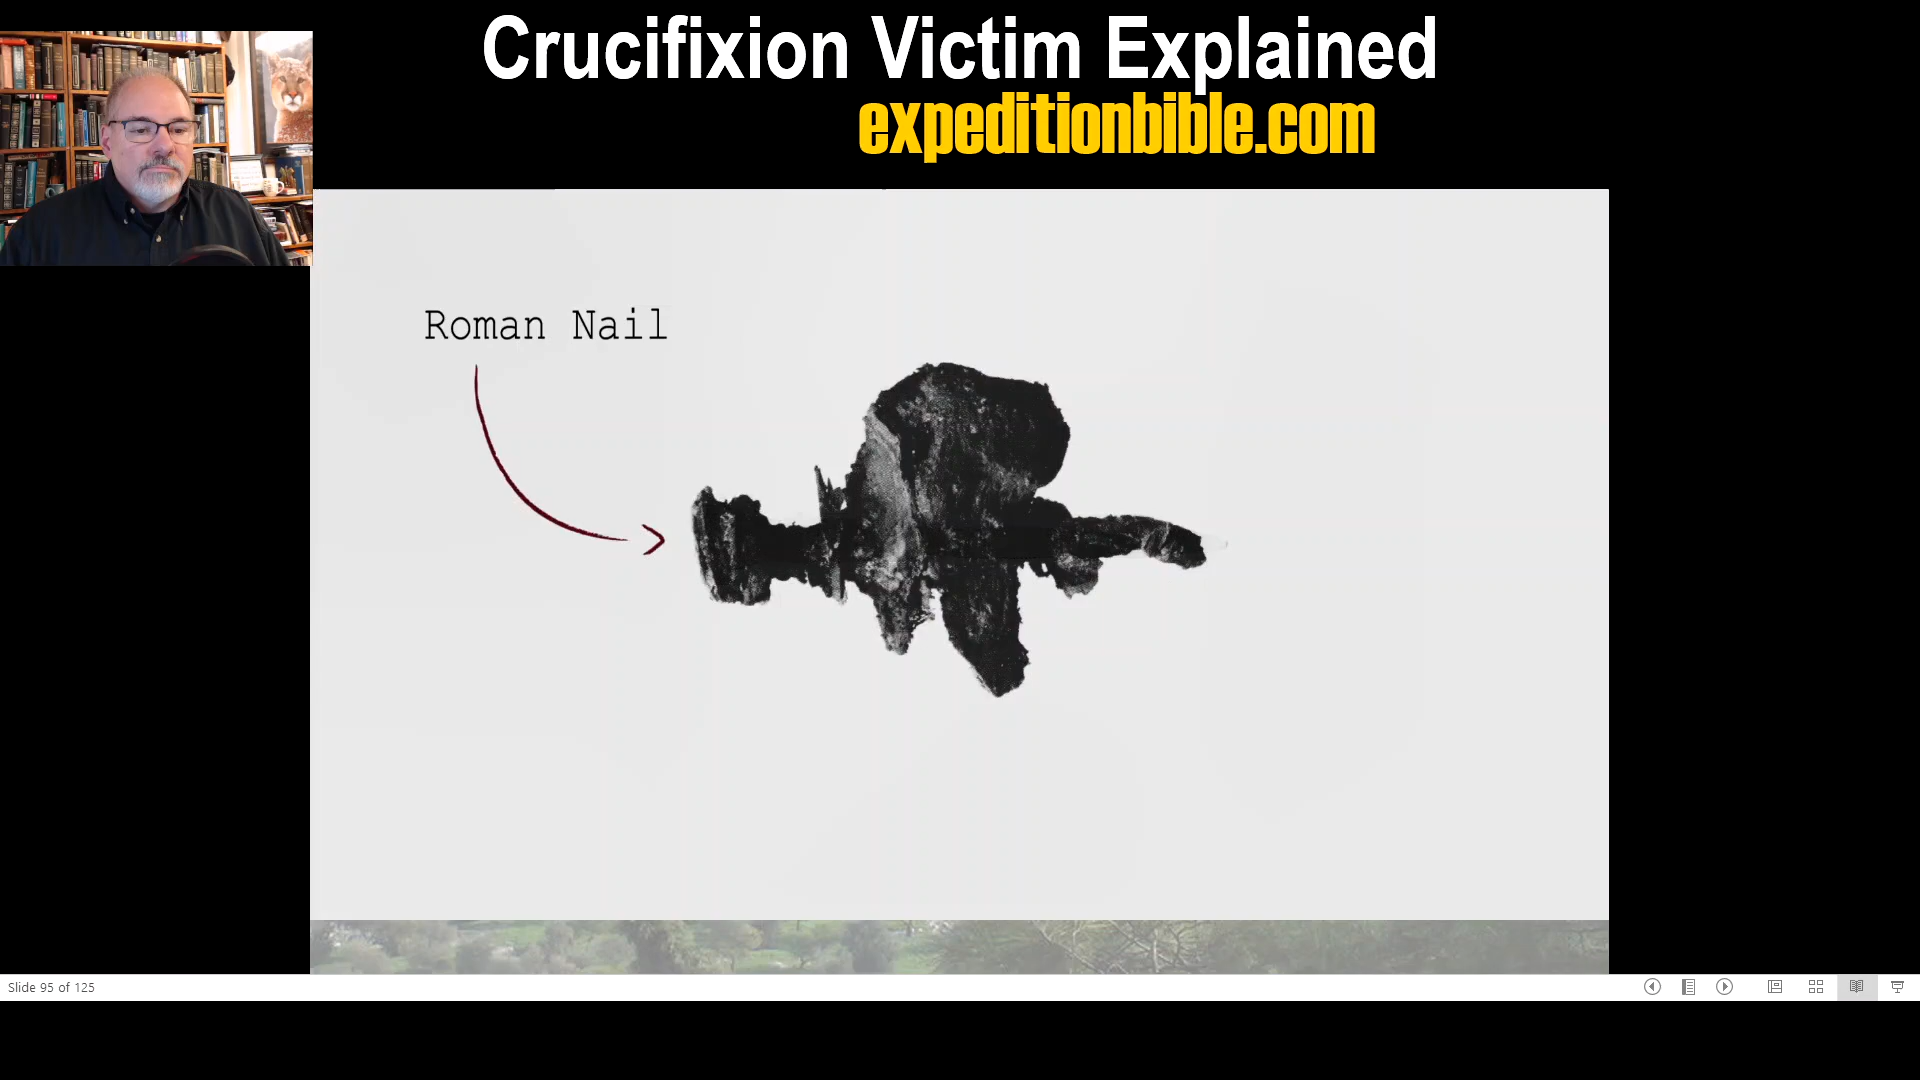 Crucifixion Victim Explained
expeditionbible.com
Roman Nail
Slide 95 of 125